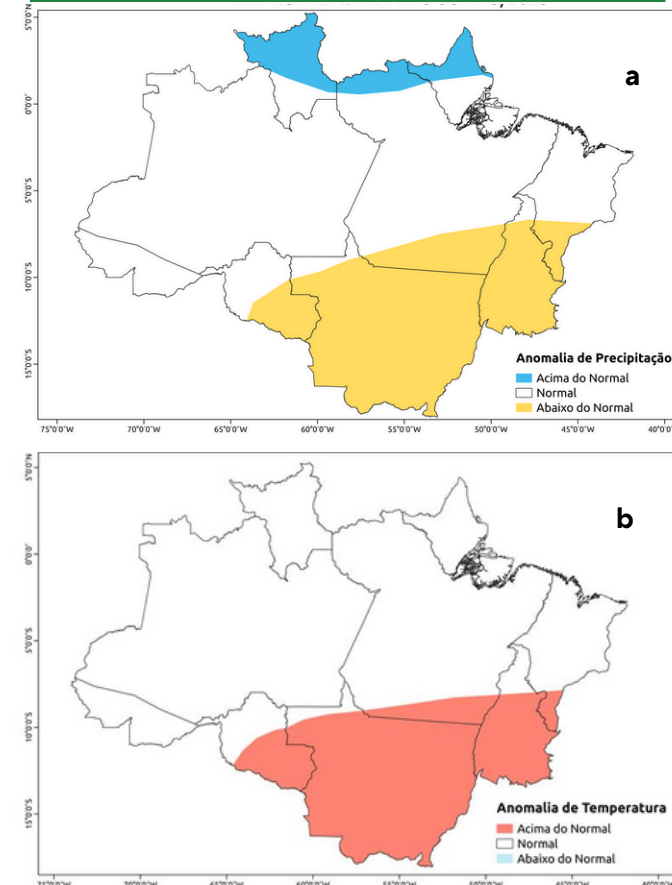 a
5°0'0"N
0°0'0"
5°0'0"S
10°0'0"S
15°0'0"S
Anomalia de Precipitação
Acima do Normal
Normal
Abaixo do Normal
75°0'0"W 70°0'0"W 65°0'0"W 60°0'0"W 55°0'0"W 50°0'0"W 45°0'0"W
b
5°0'0"N
0°0'0"
5°0'0"S
10°0'0"S
15°0'0"S
Anomalia de Temperatura
Acima do Normal
Normal
Abaixo do Normal